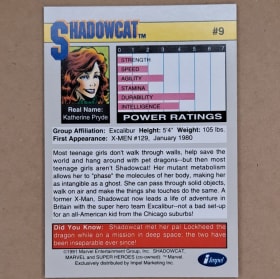 SHADOWCAT™
#9
0 1 2 3 4 5 6 7
STRENGTH
SPEED
AGILITY
STAMINA
DURABILITY
INTELLIGENCE
POWER RATINGS
Real Name:
Katherine Pryde
Group Affiliation: Excalibur Height: 5'4" Weight: 105 lbs.
First Appearance: X-MEN #129, January 1980
Most teenage girls don't walk through walls, help save the
world and hang around with pet dragons–but then most
teenage girls aren't Shadowcat! Her mutant metabolism
allows her to "phase" the molecules of her body, making
her as intangible as a ghost. She can pass through solid objects,
walk on air and make the things she touches do the same. A
former X-Man, Shadowcat now leads a life of adventure in
Britain with the super hero team Excalibur–not a bad set-up
for an all-American kid from the Chicago suburbs!
Did You Know: Shadowcat met her pal Lockheed the
dragon while on a mission in deep space; the two have
been inseparable ever since!
©1991 Marvel Entertainment Group, Inc. SHADOWCAT,
MARVEL and SUPER HEROES (co-owned) ™ Marvel.
Exclusively distributed by Impel Marketing Inc.
impel